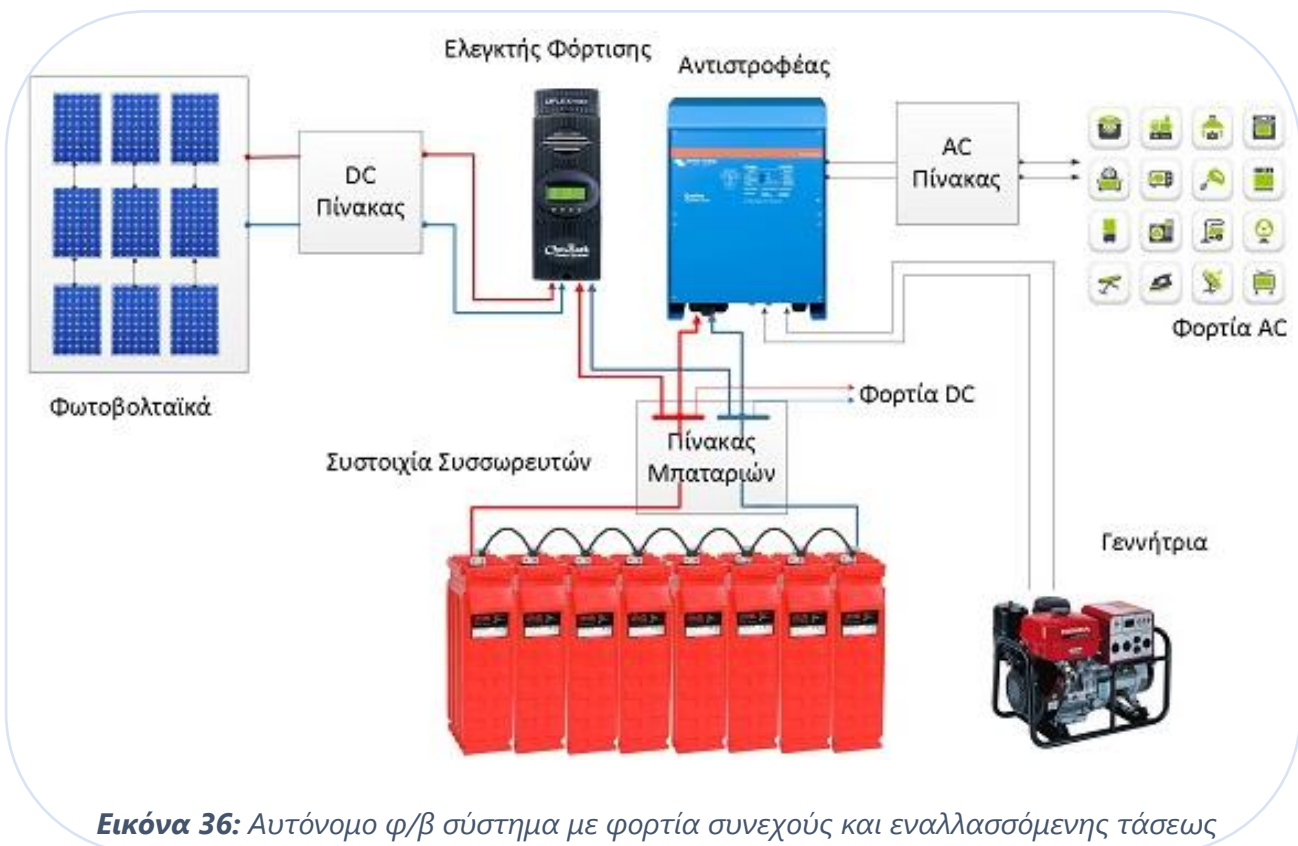 Ελεγκτής Φόρτισης
Αντιστροφέας
DC
Πίνακας
AC
Πίνακας
Φορτία AC
Φωτοβολταϊκά
Φορτία DC
Πίνακας
Μπαταριών
Συστοιχία Συσσωρευτών
Γεννήτρια
Εικόνα 36: Αυτόνομο φ/β σύστημα με φορτία συνεχούς και εναλλασσόμενης τάσεως